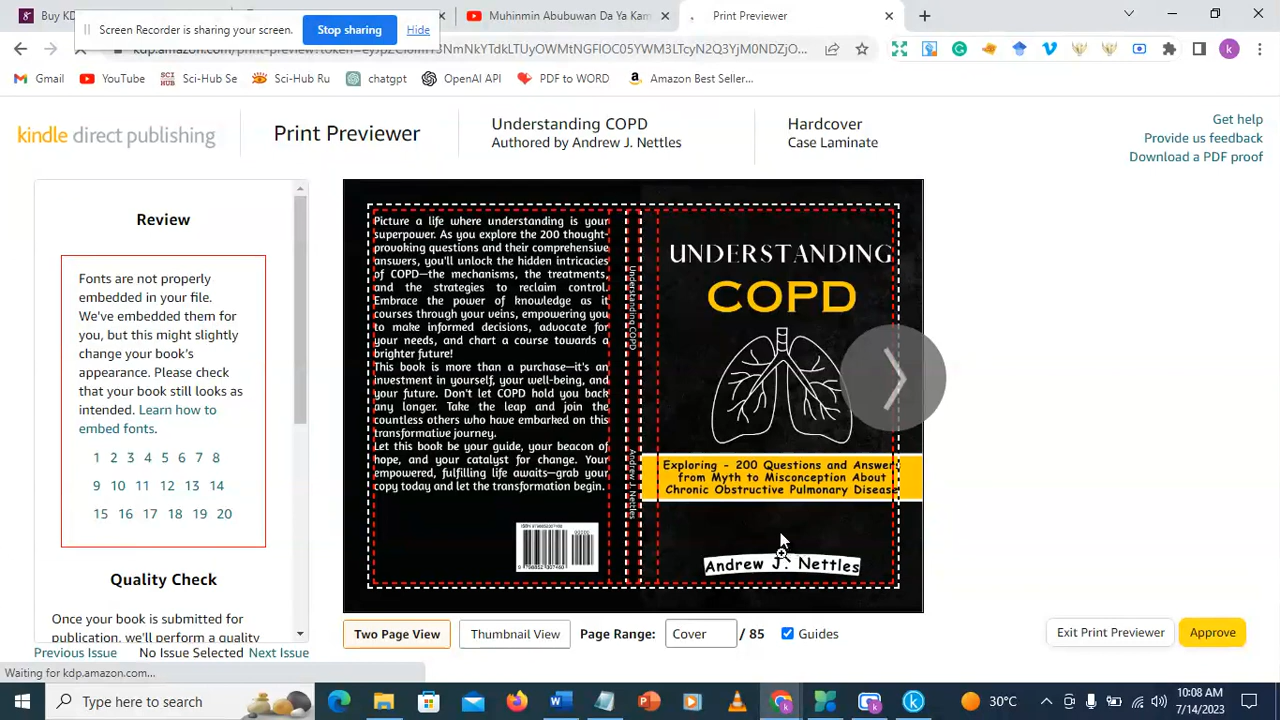 Buy KD
Muhinmin Abubuwan Da Ya Kam
Print Previewer
Screen Recorder is sharing your screen.
Stop sharing
Hide
Gmail
YouTube
Sci-Hub Se
Sci-Hub Ru
chatgpt
OpenAI API
PDF to WORD
Amazon Best Seller...
kindle direct publishing
Print Previewer
Understanding COPD
Authored by Andrew J. Nettles
Hardcover
Case Laminate
Get help
Provide us feedback
Download a PDF proof
Review
Fonts are not properly
embedded in your file.
We've embedded them for
you, but this might slightly
change your book's
appearance. Please check
that your book still looks as
intended. Learn how to
embed fonts.
1 2 3 4 5 6 7 8
9 10 11 12 13 14
15 16 17 18 19 20
Quality Check
Once your book is submitted for
publication, we'll perform a quality
Previous Issue
No Issue Selected
Next Issue
Picture a life where understanding is your
superpower. As you explore the 200 thought-
provoking questions and their comprehensive
answers, you'll unlock the hidden intricacies
of COPD—the mechanisms, the treatments,
and the strategies to reclaim control.
Embrace the power of knowledge as it
courses through your veins, empowering you
to make informed decisions, advocate for
your needs, and chart a course towards a
brighter future!
This book is more than a purchase—it's an
investment in yourself, your well-being, and
your future. Don't let COPD hold you back
any longer. Take the leap and join the
countless others who have embarked on this
transformative journey.
Let this book be your guide, your beacon of
hope, and your catalyst for change. Your
empowered, fulfilling life awaits—grab your
copy today and let the transformation begin.
Understanding COPD
Andrew J. Nettles
UNDERSTANDING
COPD
Exploring - 200 Questions and Answers
from Myth to Misconception About
Chronic Obstructive Pulmonary Disease
Andrew J. Nettles
Two Page View
Thumbnail View
Page Range:
Cover
/ 85
Guides
Exit Print Previewer
Approve
Waiting for kdp.amazon.com...
Type here to search
30°C
10:08 AM
7/14/2023